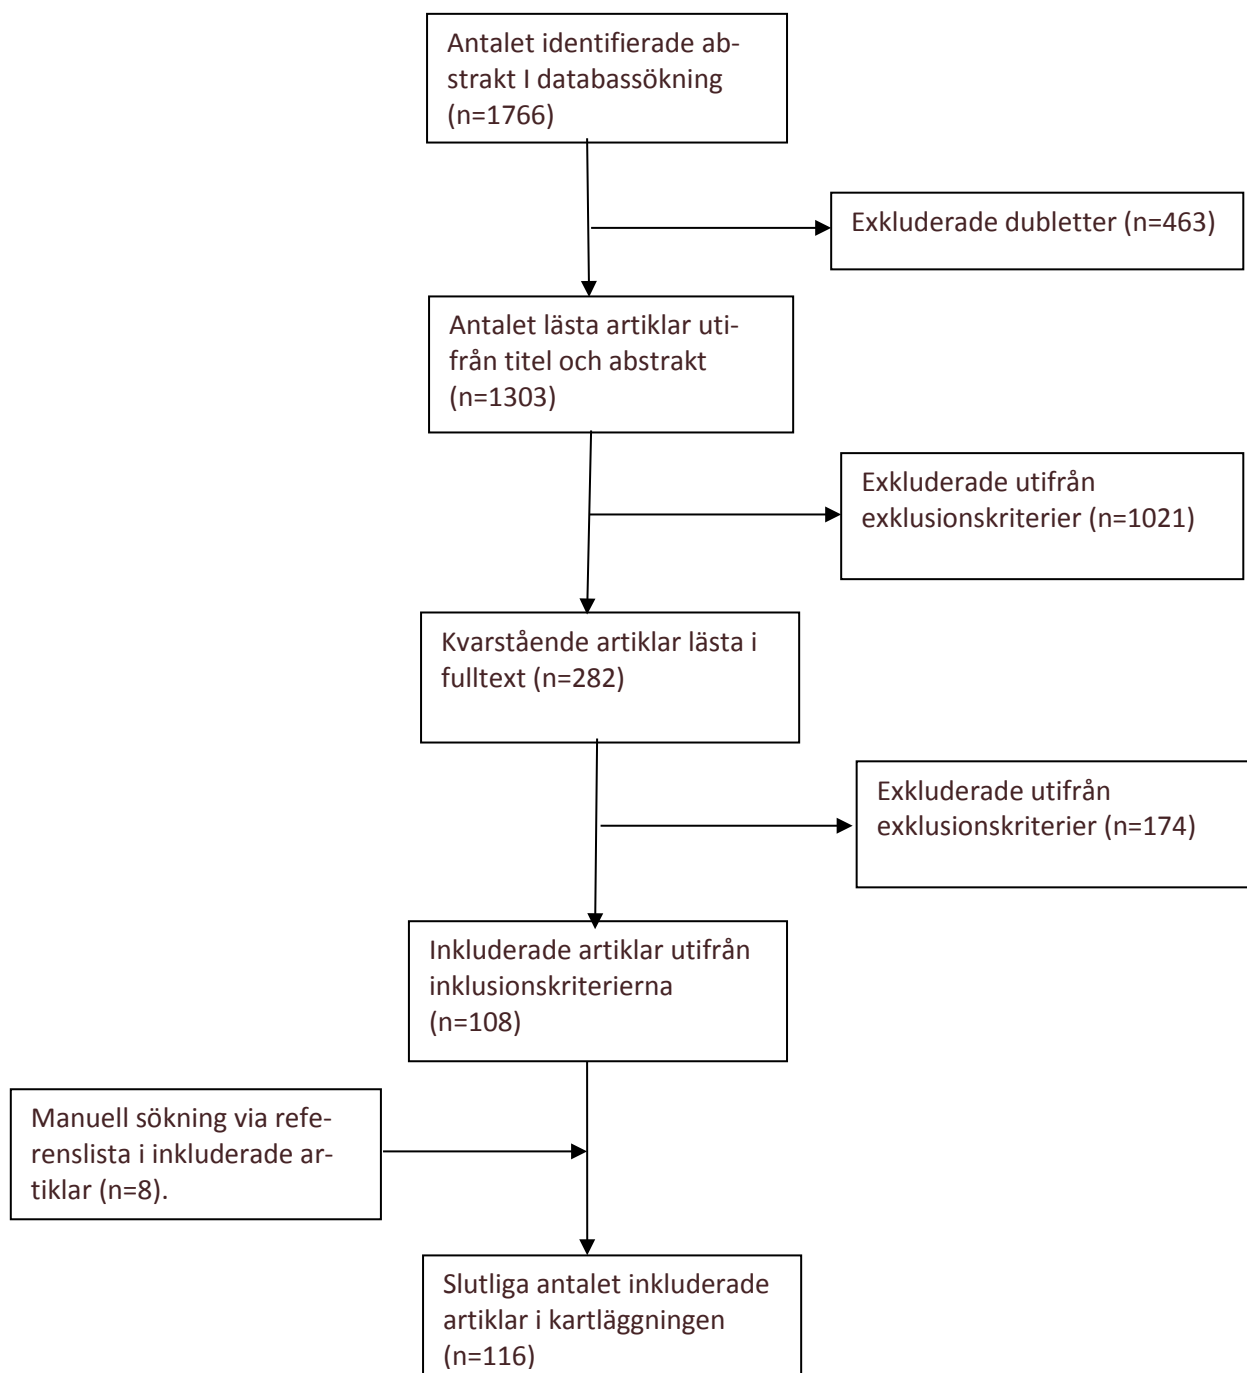 Antalet identifierade ab-
strakt I databassökning
(n=1766)
Exkluderade dubletter (n=463)
Antalet lästa artiklar uti-
från titel och abstrakt
(n=1303)
Exkluderade utifrån
exklusionskriterier (n=1021)
Kvarstående artiklar lästa i
fulltext (n=282)
Exkluderade utifrån
exklusionskriterier (n=174)
Inkluderade artiklar utifrån
inklusionskriterierna
(n=108)
Manuell sökning via refe-
renslista i inkluderade ar-
tiklar (n=8).
Slutliga antalet inkluderade
artiklar i kartläggningen
(n=116)